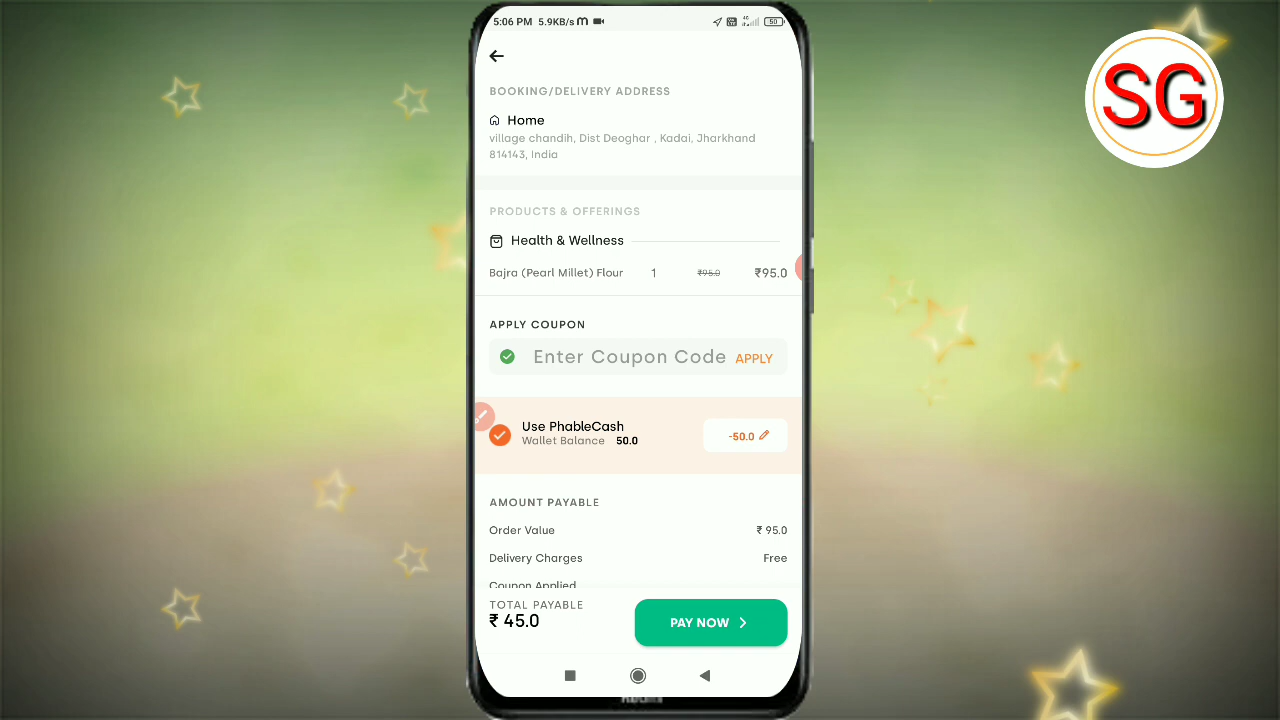 5:06 PM 5.9KB/s
4G
50
SG
BOOKING/DELIVERY ADDRESS
Home
village chandih, Dist Deoghar , Kadai, Jharkhand
814143, India
PRODUCTS & OFFERINGS
Health & Wellness
Bajra (Pearl Millet) Flour 1 ₹95.0 ₹95.0
APPLY COUPON
Enter Coupon Code APPLY
Use PhableCash
Wallet Balance 50.0
-50.0
AMOUNT PAYABLE
Order Value ₹ 95.0
Delivery Charges Free
Coupon Applied
TOTAL PAYABLE
₹ 45.0
PAY NOW